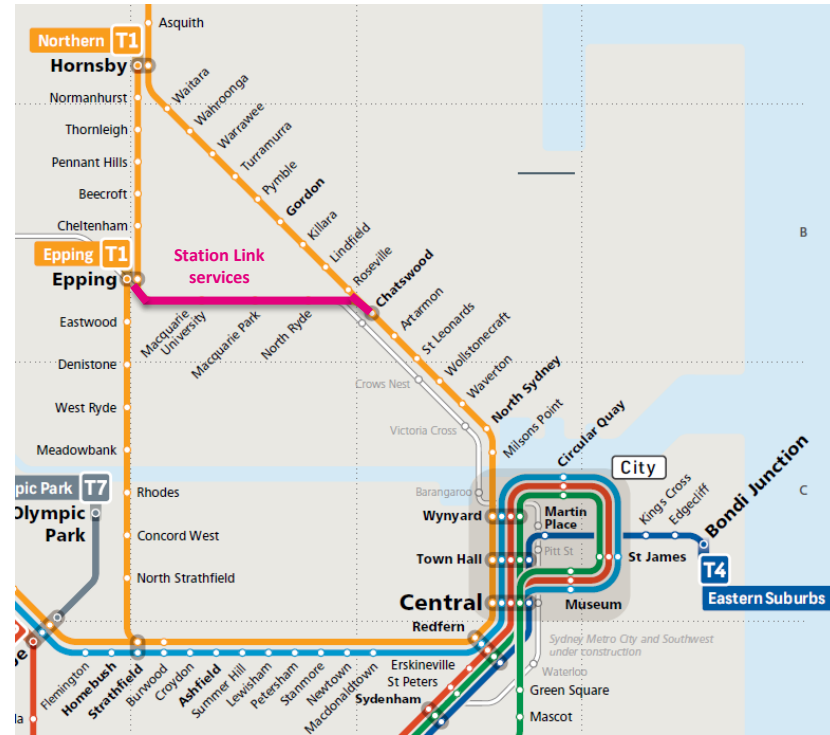 Asquith
Northern T1
Hornsby
Normanhurst
Thornleigh
Pennant Hills
Beecroft
Cheltenham
Waitara
Wahroonga
Warrawee
Turramurra
Pymble
Gordon
Killara
Lindfield
Roseville
Chatswood
Artarmon
St Leonards
Wollstonecraft
Waverton
North Sydney
Milsons Point
B
Epping T1
Epping
Station Link
services
Macquarie
University
Macquarie Park
North Ryde
Eastwood
Denistone
West Ryde
Meadowbank
Rhodes
Concord West
North Strathfield
Crows Nest
Victoria Cross
Barangaroo
pic Park T7
Olympic
Park
Circular Quay
City
C
Wynyard
Martin
Place
Town Hall
Pitt St
St James
Kings Cross
Edgecliff
Bondi Junction
T4
Eastern Suburbs
Central
Museum
Redfern
Sydney Metro City and Southwest
under construction
Waterloo
Flemington
Homebush
Strathfield
Burwood
Croydon
Ashfield
Summer Hill
Lewisham
Petersham
Stanmore
Newtown
Macdonaldtown
Erskineville
St Peters
Sydenham
Green Square
Mascot